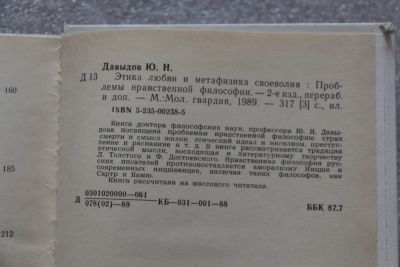 160
185
212
Давыдов Ю. Н.
Д 13
Этика любви и метафизика своеволия : Проб-
лемы нравственной философии. — 2-е изд., перераб.
и доп. — М.: Мол. гвардия, 1989. — 317 [3] с., ил.
ISBN 5-235-00238-5
Книга доктора философских наук, профессора Ю. Н. Давы-
дова посвящена проблемам нравственной философии: страх
смерти и смысл жизни, этический идеал и нигилизм, прес-
тупление и раскаяние и т. д. В книге рассматривается традиция
этической мысли, восходящая к литературному творчеству
Л. Толстого и Ф. Достоевского. Нравственная философия рус-
ских писателей противопоставляется аморализму Ницше и
современных ницшеанцев, включая таких философов, как
Сартр и Камю.
Книга рассчитана на массового читателя.
Д 0301020000—061
078(02)—89 КБ—031—001—88
ББК 87.7